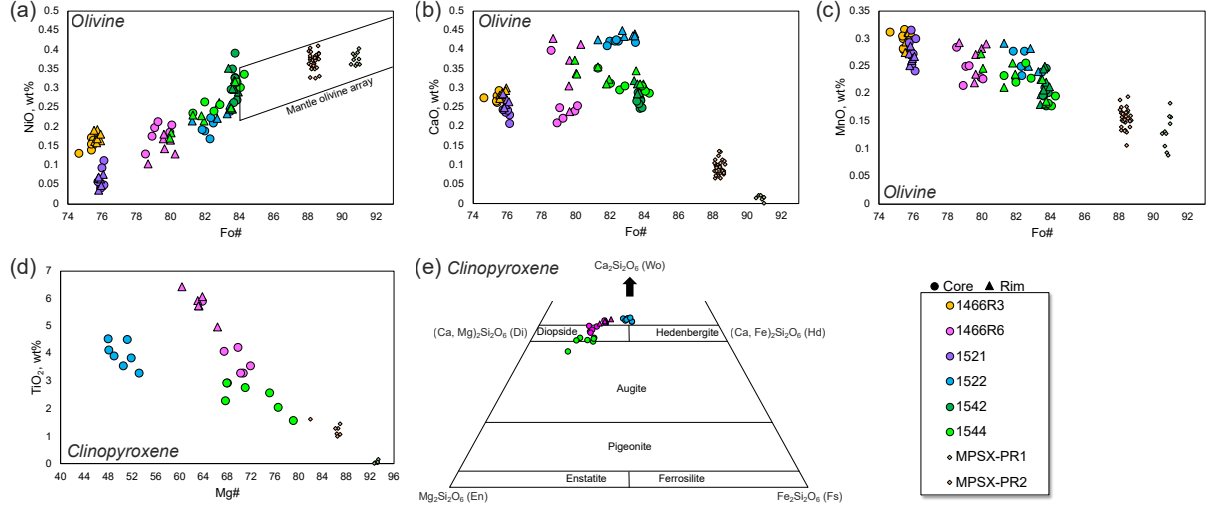 (a)
Olivine
0.5
0.45
0.4
0.35
0.3
0.25
0.2
0.15
0.1
0.05
0
NiO, wt%
Mantle olivine array
74 76 78 80 82 84 86 88 90 92
Fo#
(b)
Olivine
0.5
0.45
0.4
0.35
0.3
0.25
0.2
0.15
0.1
0.05
0
CaO, wt%
74 76 78 80 82 84 86 88 90 92
Fo#
(c)
0.35
0.3
0.25
0.2
0.15
0.1
0.05
0
MnO, wt%
Olivine
74 76 78 80 82 84 86 88 90 92
Fo#
(d)
7
6
5
4
3
2
1
0
TiO₂, wt%
Clinopyroxene
40 44 48 52 56 60 64 68 72 76 80 84 88 92 96
Mg#
(e)
Clinopyroxene
Ca₂Si₂O₆ (Wo)
(Ca, Mg)₂Si₂O₆ (Di)
Diopside
Hedenbergite
(Ca, Fe)₂Si₂O₆ (Hd)
Augite
Pigeonite
Enstatite
Ferrosilite
Mg₂Si₂O₆ (En)
Fe₂Si₂O₆ (Fs)
Core
Rim
1466R3
1466R6
1521
1522
1542
1544
MPSX-PR1
MPSX-PR2